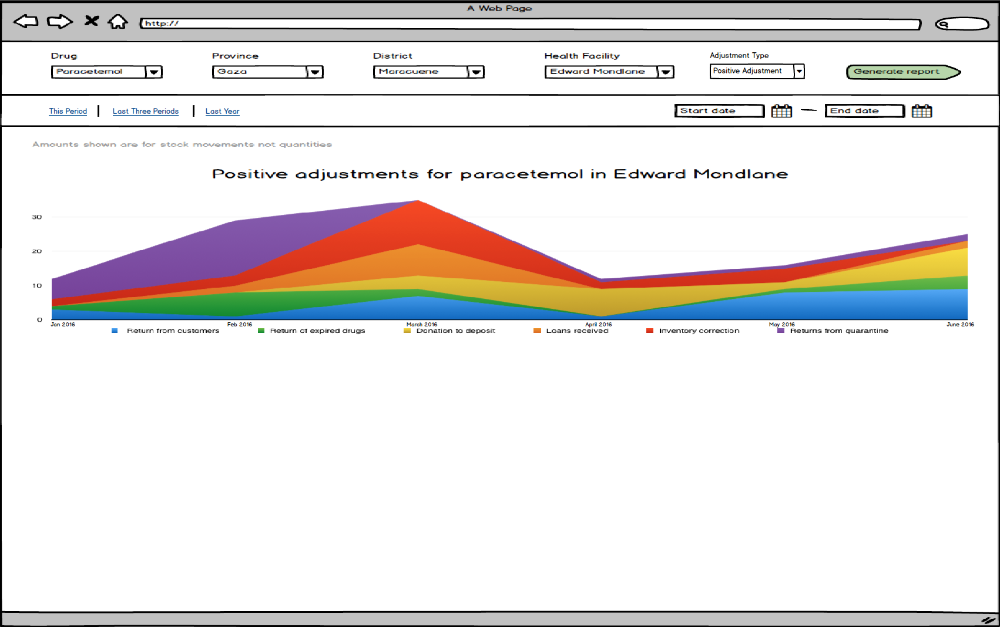 A Web Page
http://
Drug Province District Health Facility Adjustment Type
Paracetemol Gaza Maracuene Edward Mondlane Positive Adjustment Generate report
This Period Last Three Periods Last Year Start date End date
Amounts shown are for stock movements not quantities
Positive adjustments for paracetemol in Edward Mondlane
30
20
10
0
Jan 2016 Feb 2016 March 2016 April 2016 May 2016 June 2016
Return from customers Return of expired drugs Donation to deposit Loans received Inventory correction Returns from quarantine